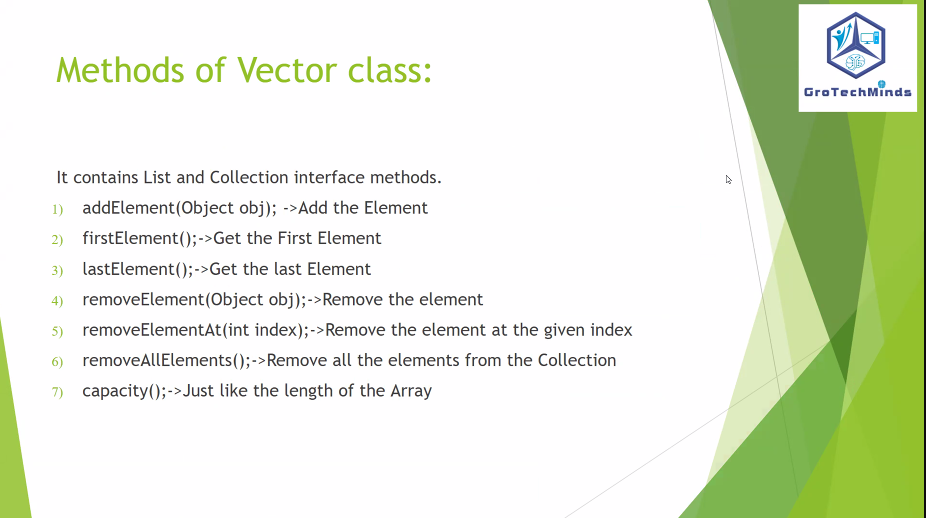 Methods of Vector class:
GroTechMinds
It contains List and Collection interface methods.
1) addElement(Object obj); ->Add the Element
2) firstElement();->Get the First Element
3) lastElement();->Get the last Element
4) removeElement(Object obj);->Remove the element
5) removeElementAt(int index);->Remove the element at the given index
6) removeAllElements();->Remove all the elements from the Collection
7) capacity();->Just like the length of the Array